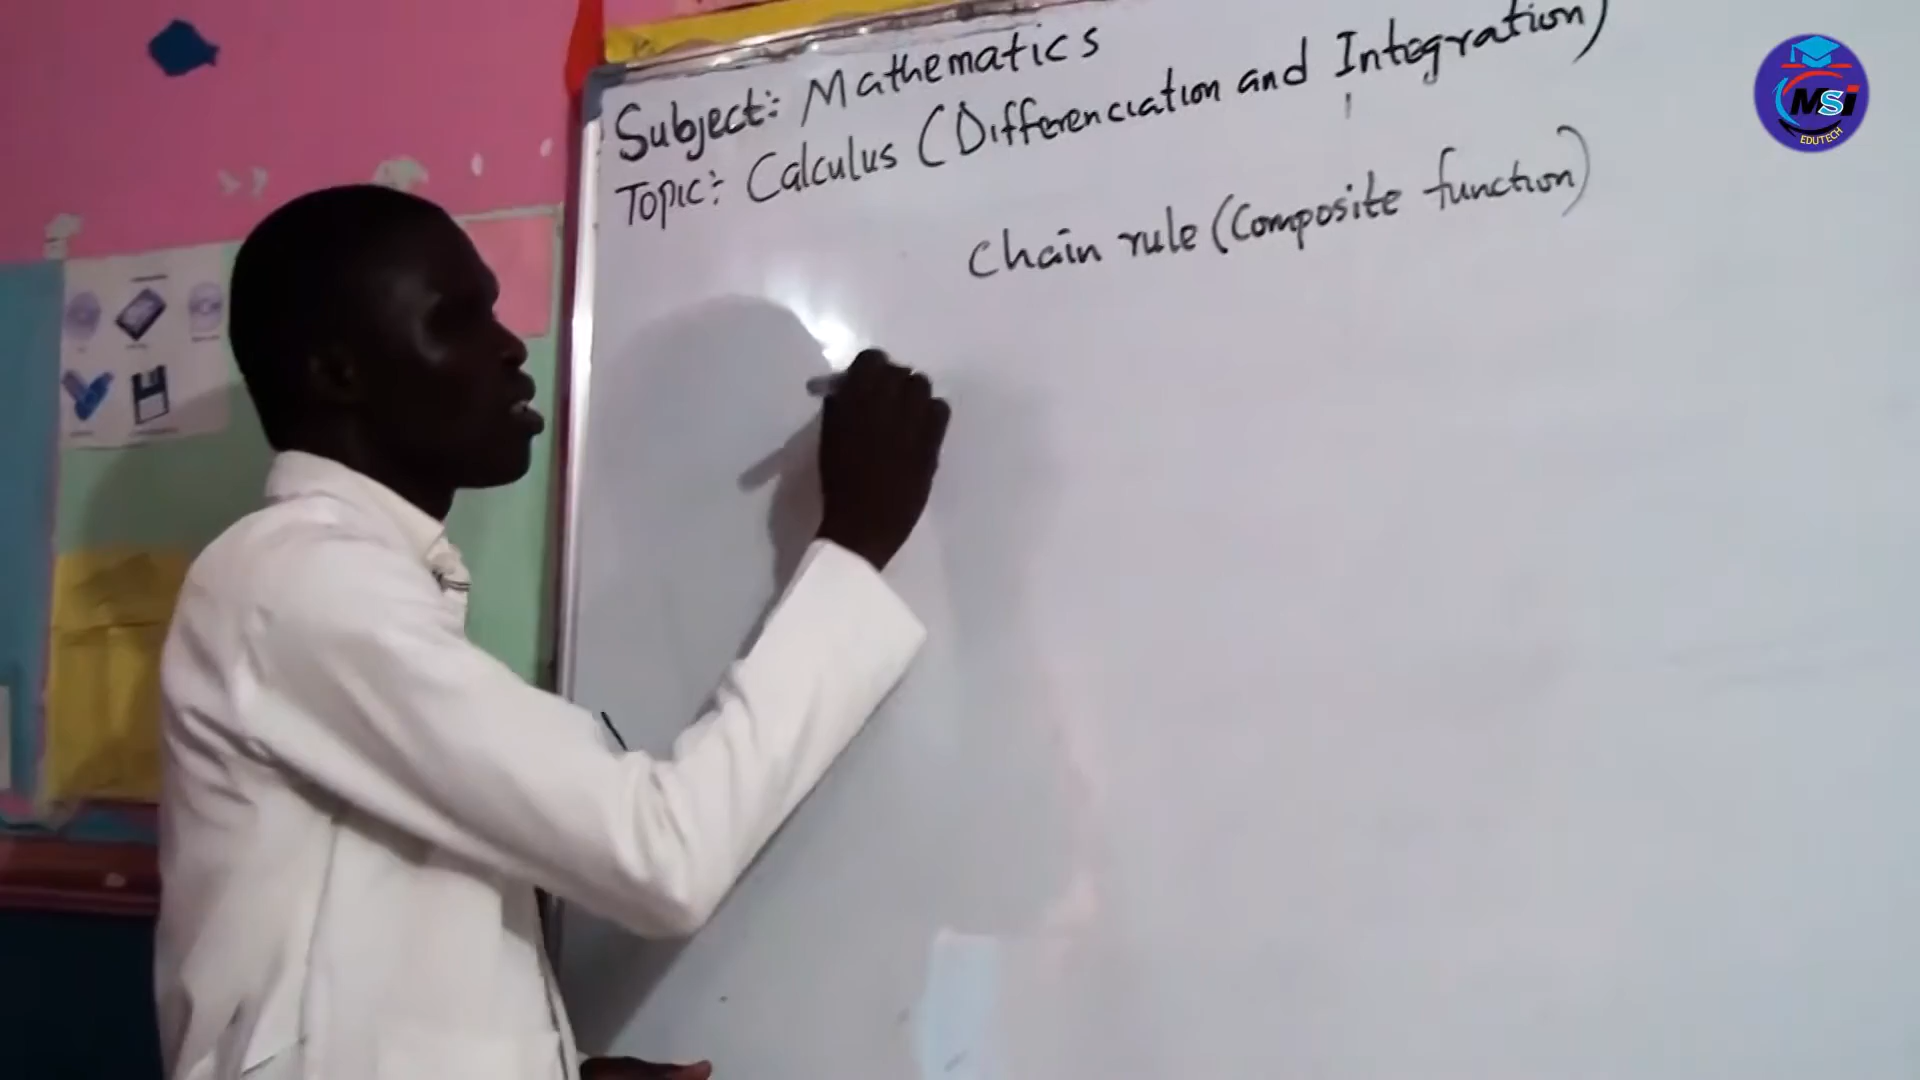 Subject:- Mathematics
Topic:- Calculus (Differenciation and Integration)
Chain rule (Composite function)
MSi
EDUTECH